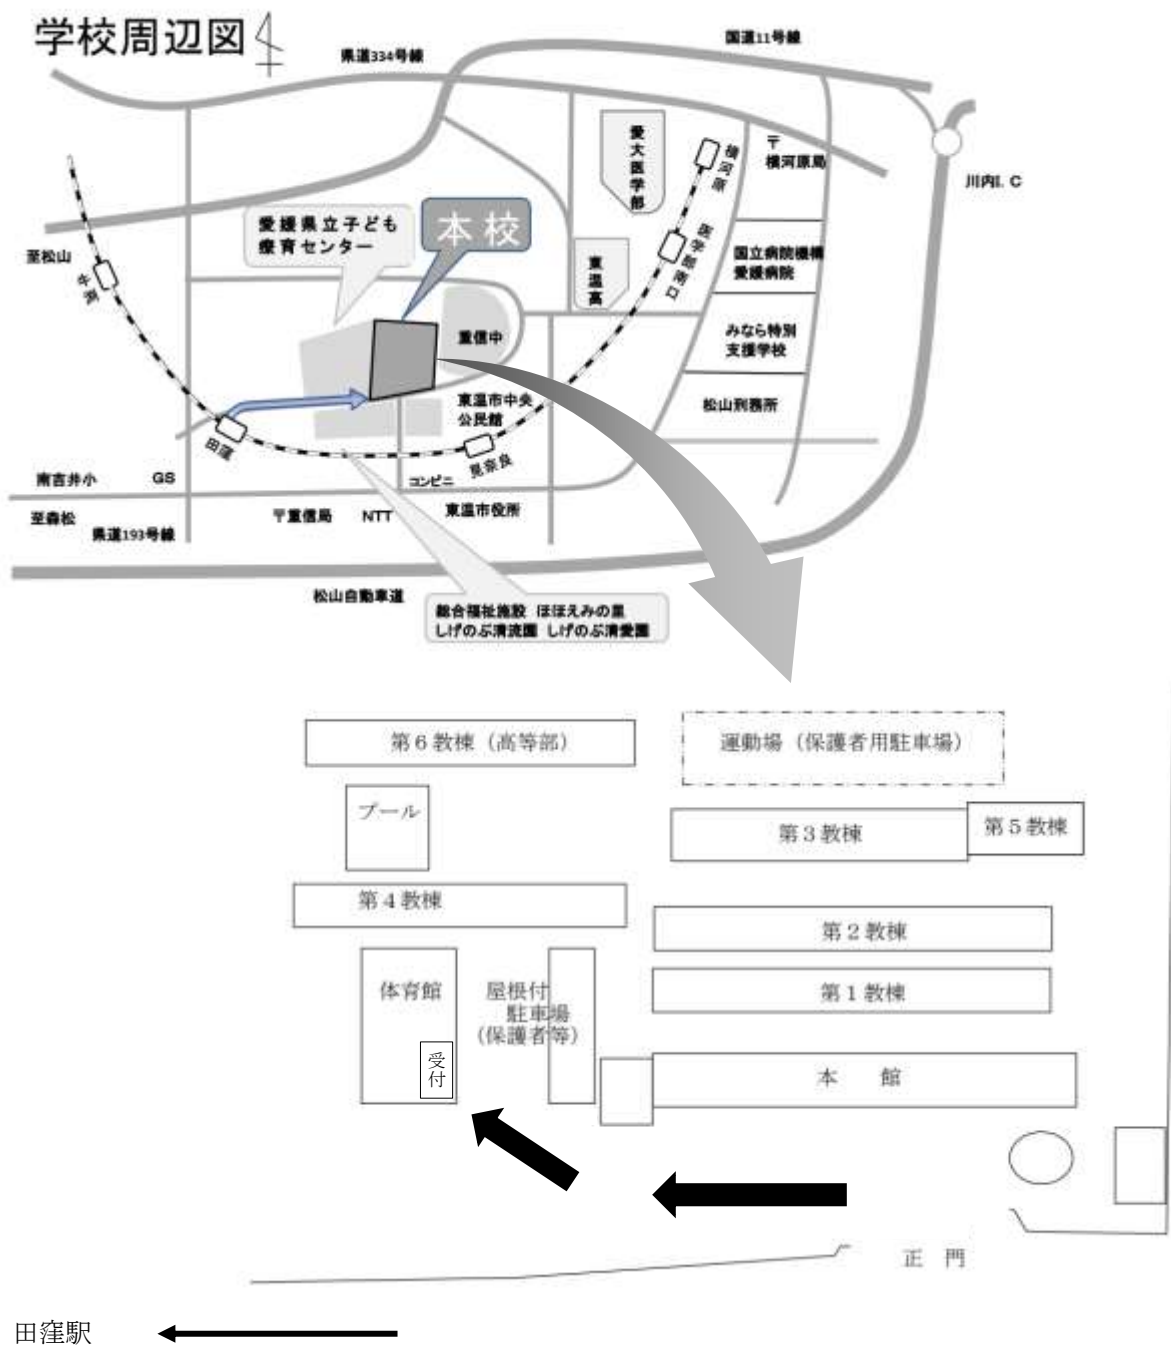 学校周辺図
県道334号線
国道11号線
愛大医学部
横河原
〒
横河原局
川内I.C
愛媛県立子ども
療育センター
本校
医学部南口
至松山
牛渕
東温高
国立病院機構
愛媛病院
重信中
みなら特別
支援学校
東温市中央
公民館
松山刑務所
田窪
見奈良
南吉井小
GS
コンビニ
至森松
県道193号線
〒重信局
NTT
東温市役所
松山自動車道
総合福祉施設 ほほえみの里
しげのぶ清流園 しげのぶ清愛園
第6教棟（高等部）
運動場（保護者用駐車場）
プール
第3教棟
第5教棟
第4教棟
第2教棟
体育館
屋根付
駐車場
（保護者等）
第1教棟
受付
本　館
正　門
田窪駅